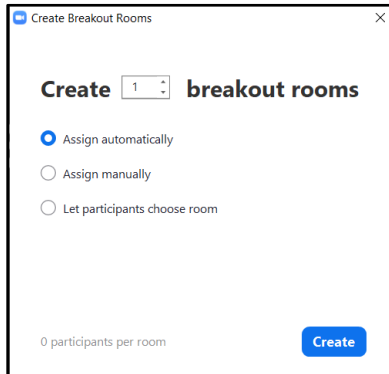 Create Breakout Rooms
Create 1 breakout rooms
Assign automatically
Assign manually
Let participants choose room
0 participants per room Create